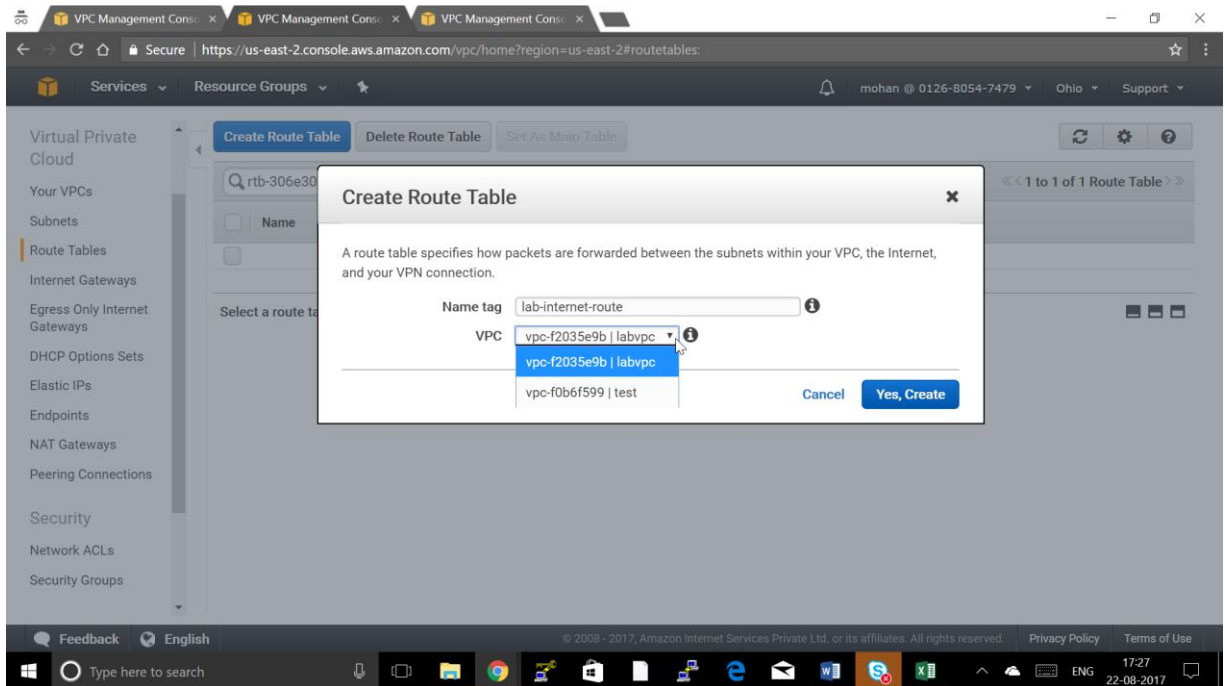 VPC Management Conso
VPC Management Conso
VPC Management Conso
Secure | https://us-east-2.console.aws.amazon.com/vpc/home?region=us-east-2#routetables:
Services
Resource Groups
mohan @ 0126-8054-7479
Ohio
Support
Virtual Private
Cloud
Your VPCs
Subnets
Route Tables
Internet Gateways
Egress Only Internet
Gateways
DHCP Options Sets
Elastic IPs
Endpoints
NAT Gateways
Peering Connections
Security
Network ACLs
Security Groups
Create Route Table
Delete Route Table
Set As Main Table
rtb-306e30
1 to 1 of 1 Route Table
Name
Select a route ta
Create Route Table
A route table specifies how packets are forwarded between the subnets within your VPC, the Internet,
and your VPN connection.
Name tag
lab-internet-route
VPC
vpc-f2035e9b | labvpc
vpc-f2035e9b | labvpc
vpc-f0b6f599 | test
Cancel
Yes, Create
Feedback
English
© 2008 - 2017, Amazon Internet Services Private Ltd. or its affiliates. All rights reserved.
Privacy Policy
Terms of Use
Type here to search
ENG
17:27
22-08-2017